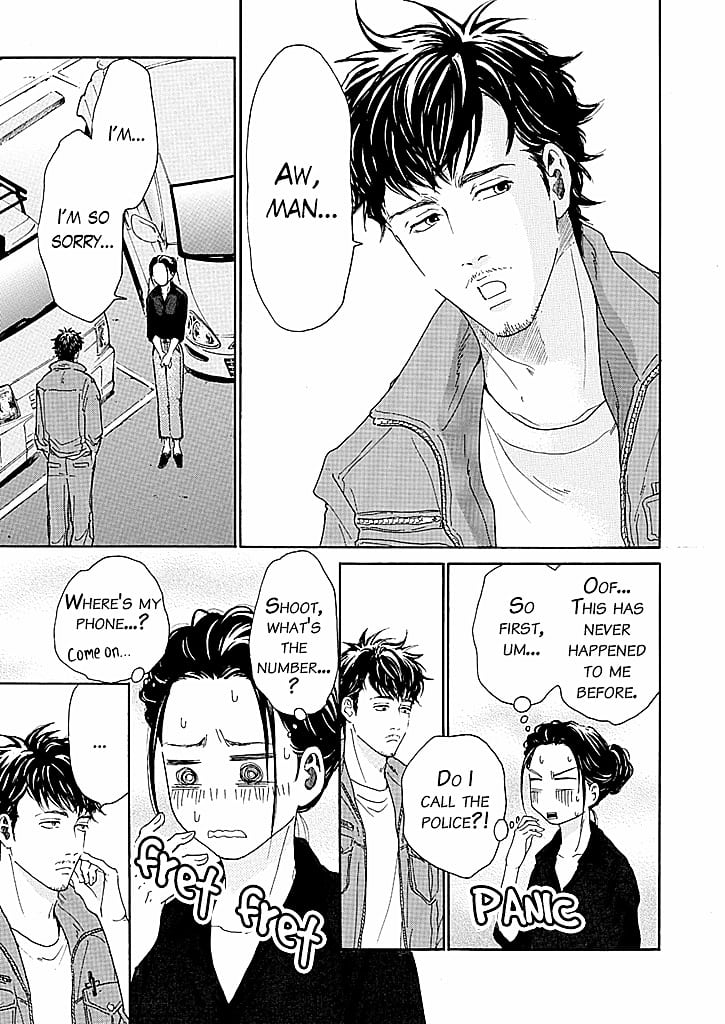 AW,
MAN...
I'M...
I'M SO
SORRY...
OOF...
THIS HAS
NEVER
HAPPENED
TO ME
BEFORE.
SO
FIRST,
UM...
DO I
CALL THE
POLICE?!
PANIC
SHOOT,
WHAT'S
THE
NUMBER...
?
WHERE'S MY
PHONE...?
Come on...
fret fret
...